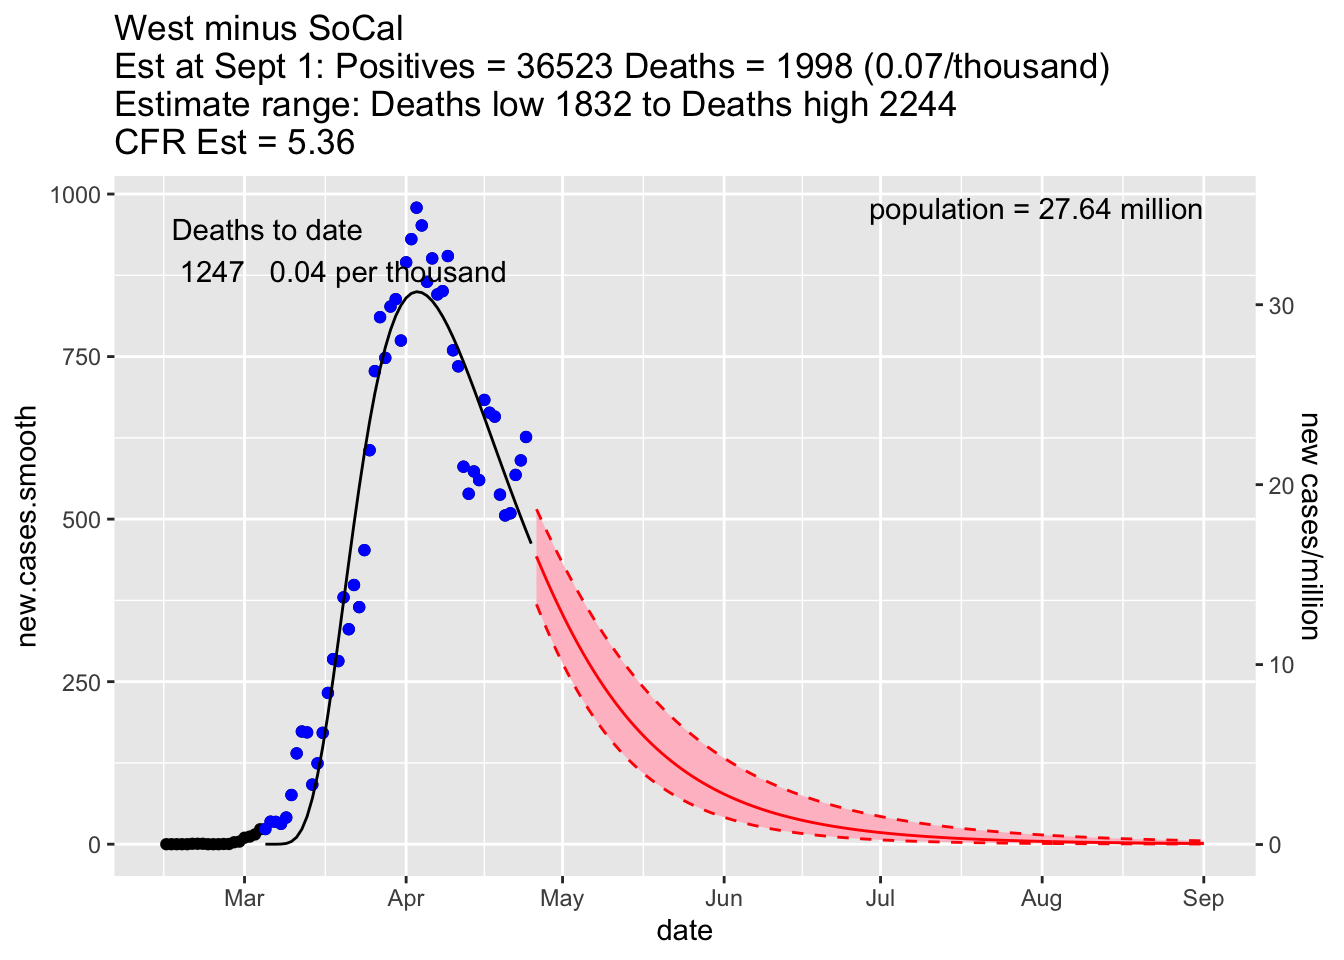 West minus SoCal
Est at Sept 1: Positives = 36523 Deaths = 1998 (0.07/thousand)
Estimate range: Deaths low 1832 to Deaths high 2244
CFR Est = 5.36
population = 27.64 million
Deaths to date
1247 0.04 per thousand
1000
750
500
250
0
new.cases.smooth
30
20
10
0
new cases/million
Mar Apr May Jun Jul Aug Sep
date